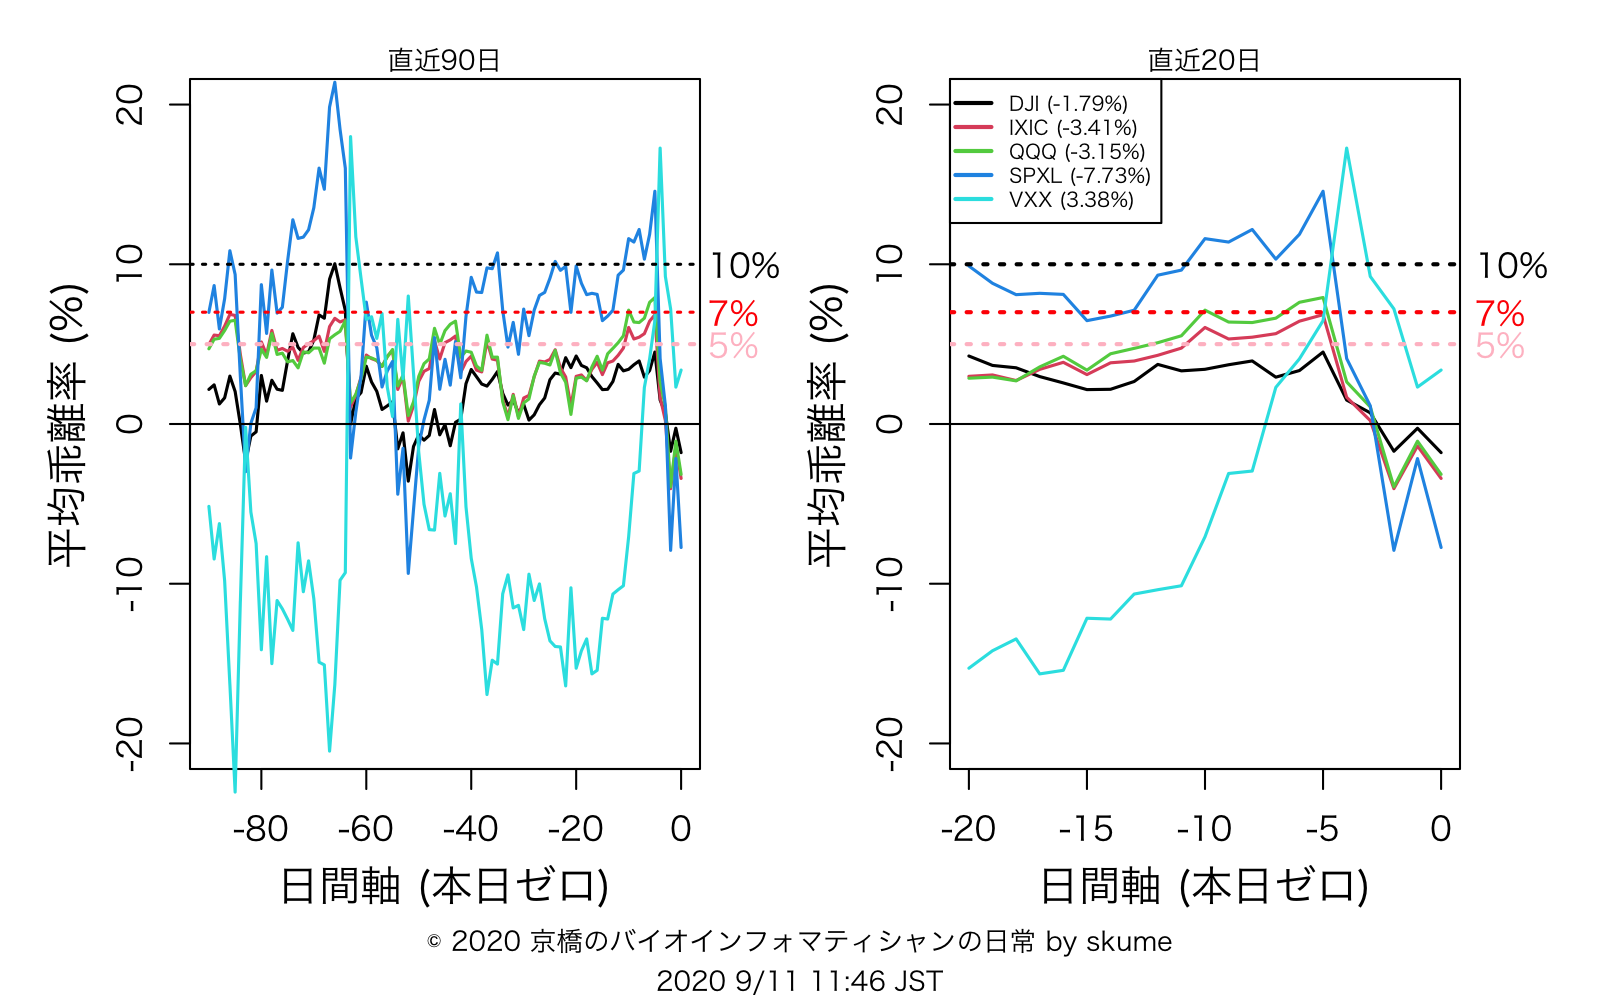 直近90日
平均乖離率 (%)
20
10
0
-10
-20
10%
7%
5%
-80 -60 -40 -20 0
日間軸 (本日ゼロ)
直近20日
平均乖離率 (%)
20
10
0
-10
-20
DJI (-1.79%)
IXIC (-3.41%)
QQQ (-3.15%)
SPXL (-7.73%)
VXX (3.38%)
10%
7%
5%
-20 -15 -10 -5 0
日間軸 (本日ゼロ)
© 2020 京橋のバイオインフォマティシャンの日常 by skume
2020 9/11 11:46 JST